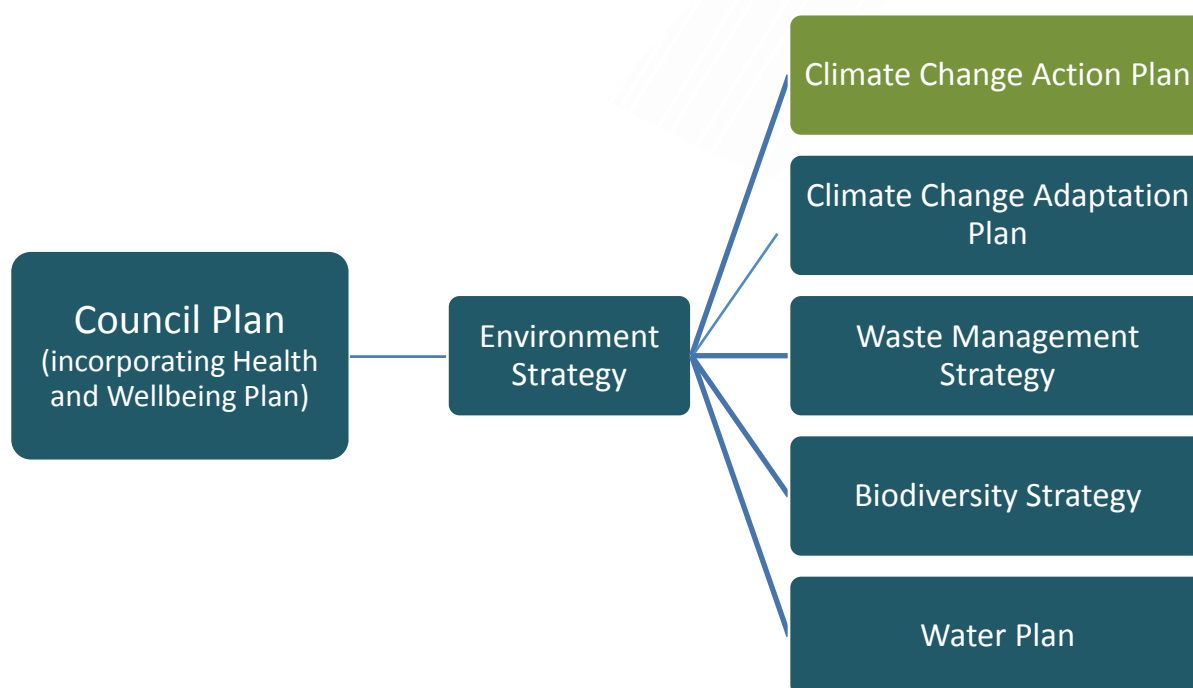 Council Plan
(incorporating Health
and Wellbeing Plan)
Environment
Strategy
Climate Change Action Plan
Climate Change Adaptation
Plan
Waste Management
Strategy
Biodiversity Strategy
Water Plan